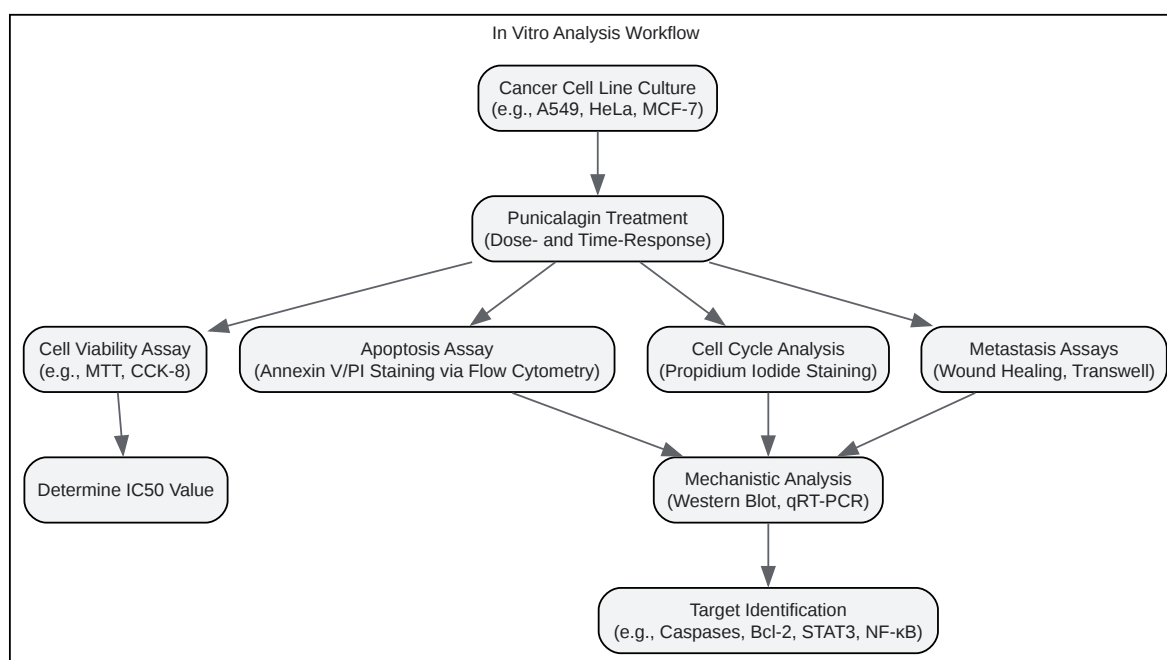 In Vitro Analysis Workflow
Cancer Cell Line Culture
(e.g., A549, HeLa, MCF-7)
Punicalagin Treatment
(Dose- and Time-Response)
Cell Viability Assay
(e.g., MTT, CCK-8)
Apoptosis Assay
(Annexin V/PI Staining via Flow Cytometry)
Cell Cycle Analysis
(Propidium Iodide Staining)
Metastasis Assays
(Wound Healing, Transwell)
Determine IC50 Value
Mechanistic Analysis
(Western Blot, qRT-PCR)
Target Identification
(e.g., Caspases, Bcl-2, STAT3, NF-κB)